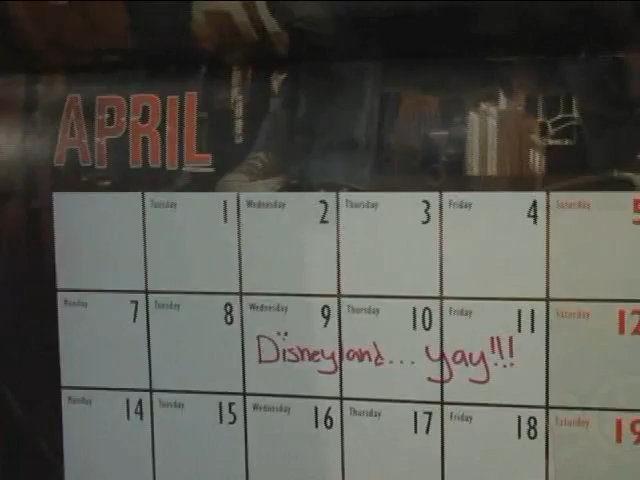 APRIL
Tuesday 1 Wednesday 2 Thursday 3 Friday 4 Saturday 5
Monday 7 Tuesday 8 Wednesday 9 Thursday 10 Friday 11 Saturday 12
Disneyland... yay!!!
Monday 14 Tuesday 15 Wednesday 16 Thursday 17 Friday 18 Saturday 19